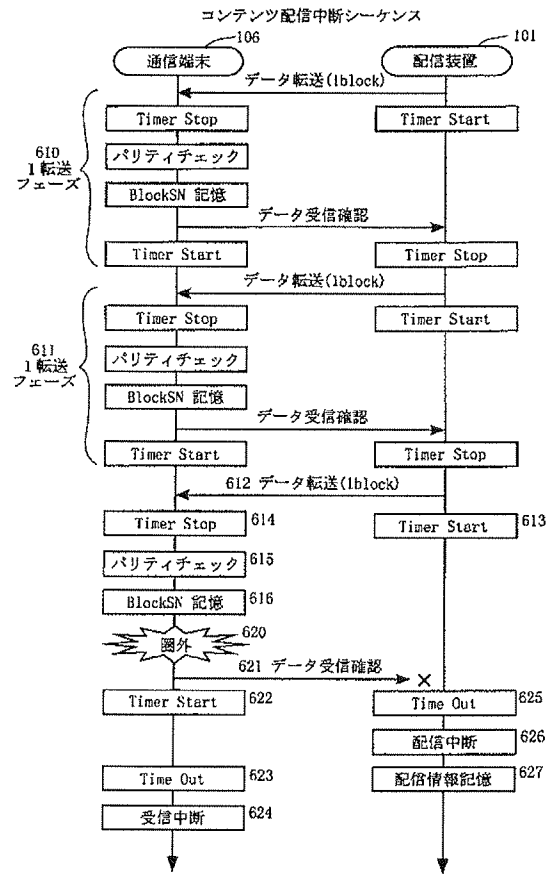 コンテンツ配信中断シーケンス
106
101
通信端末
配信装置
データ転送(1block)
Timer Stop
Timer Start
610
1転送
フェーズ
パリティチェック
BlockSN 記憶
データ受信確認
Timer Start
Timer Stop
データ転送(1block)
Timer Stop
Timer Start
611
1転送
フェーズ
パリティチェック
BlockSN 記憶
データ受信確認
Timer Start
Timer Stop
612 データ転送(1block)
Timer Stop 614
Timer Start 613
パリティチェック 615
BlockSN 記憶 616
圏外 620
621 データ受信確認 ×
Timer Start 622
Time Out 625
配信中断 626
Time Out 623
配信情報記憶 627
受信中断 624